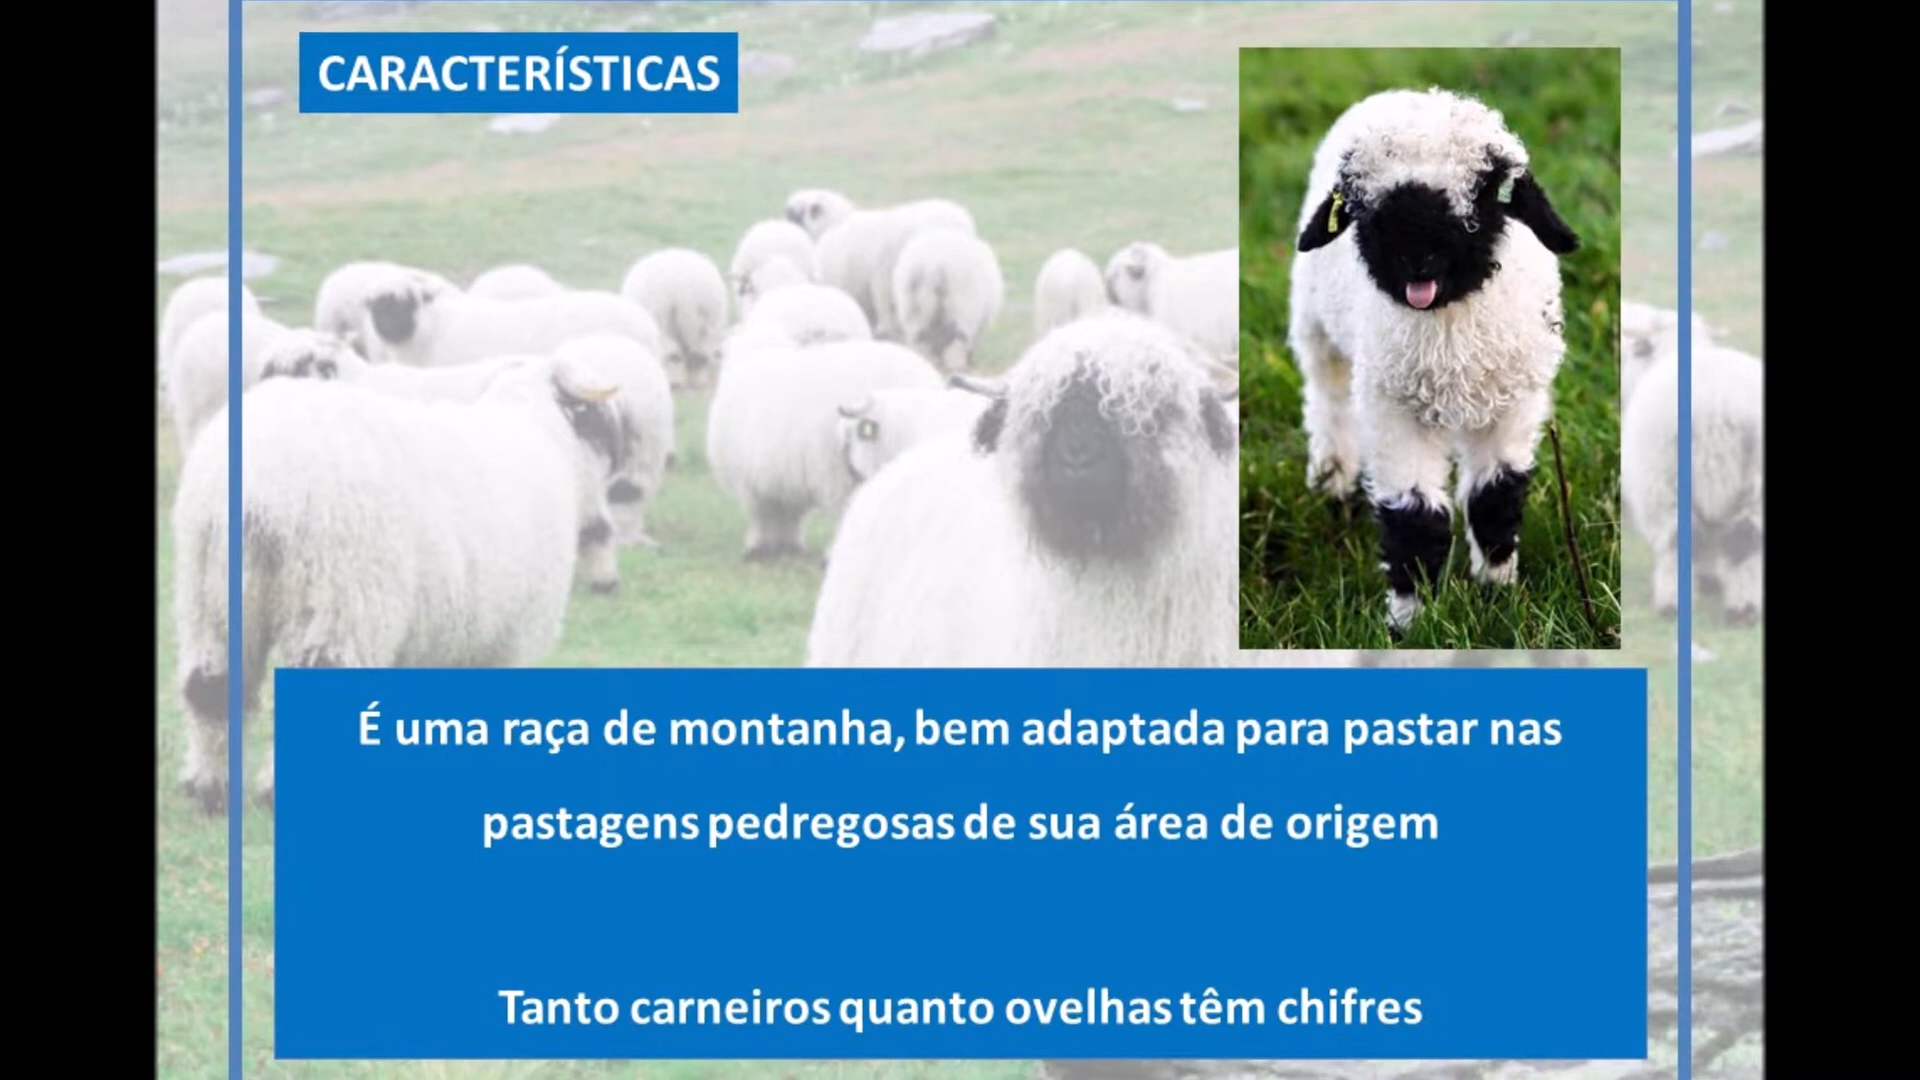 CARACTERÍSTICAS
É uma raça de montanha, bem adaptada para pastar nas
pastagens pedregosas de sua área de origem
Tanto carneiros quanto ovelhas têm chifres